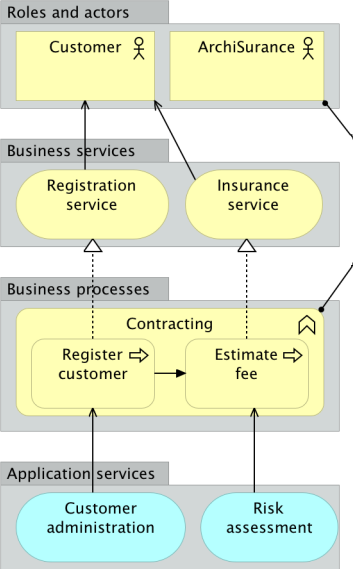 Roles and actors
Customer
ArchiSurance
Business services
Registration
service
Insurance
service
Business processes
Contracting
Register
customer
Estimate
fee
Application services
Customer
administration
Risk
assessment